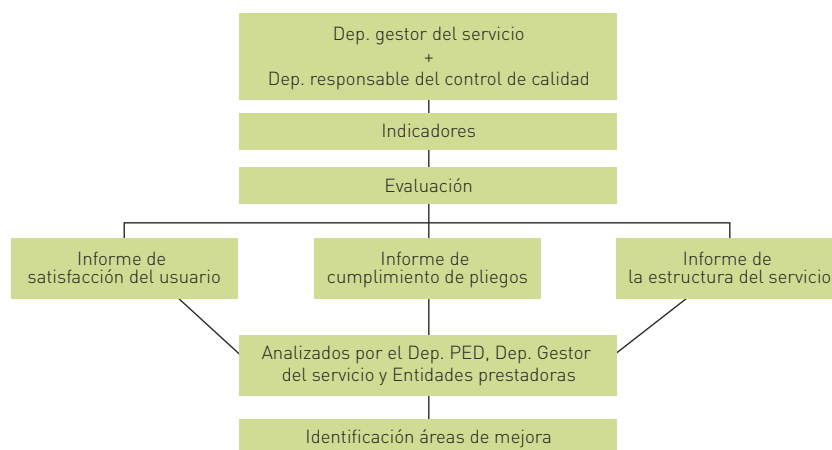 Dep. gestor del servicio
+
Dep. responsable del control de calidad
Indicadores
Evaluación
Informe de
satisfacción del usuario
Informe de
cumplimiento de pliegos
Informe de
la estructura del servicio
Analizados por el Dep. PED, Dep. Gestor
del servicio y Entidades prestadoras
Identificación áreas de mejora